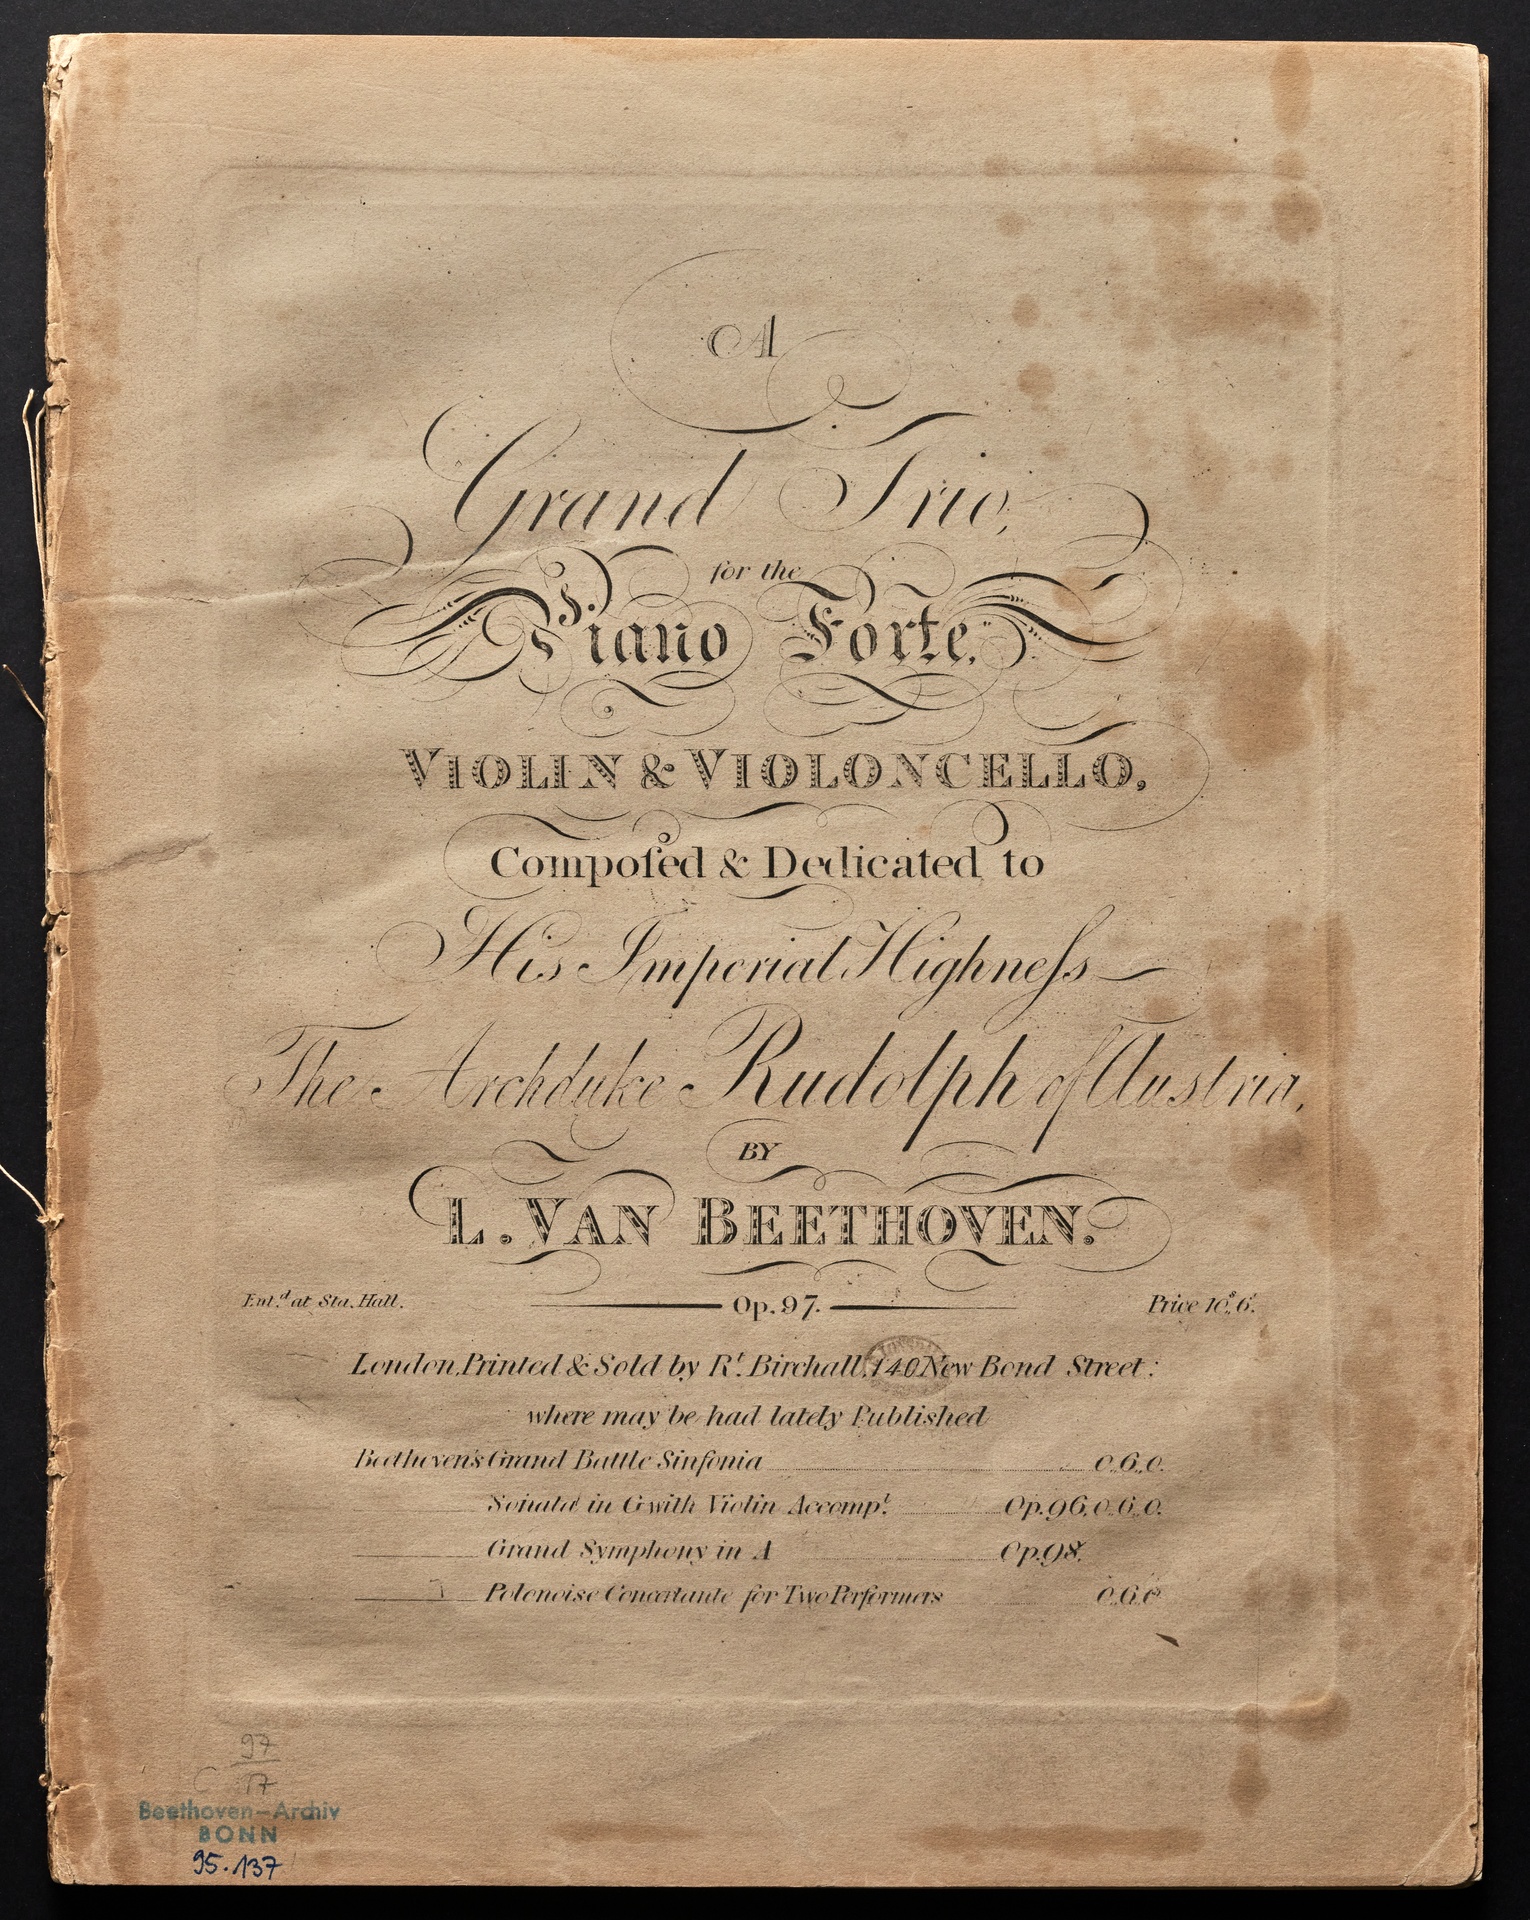 A
Grand Trio,
for the
Piano Forte,
VIOLIN & VIOLONCELLO,
Compoſed & Dedicated to
His Imperial Highneſs
The Archduke Rudolph of Austria,
BY
L. VAN BEETHOVEN.
Ent.d at Sta. Hall. Op. 97. Price 10s,,6d.
London, Printed & Sold by Rt. Birchall, 140 New Bond Street:
where may be had lately Published
Beethoven's Grand Battle Sinfonia 0,,6,,0.
Sonata in G with Violin Accompt. Op. 96. 0,,6,,0.
Grand Symphony in A Op. 98.
Polonoise Concertante for Two Performers 0,,6,,0
97
C 17
Beethoven-Archiv
BONN
95.137